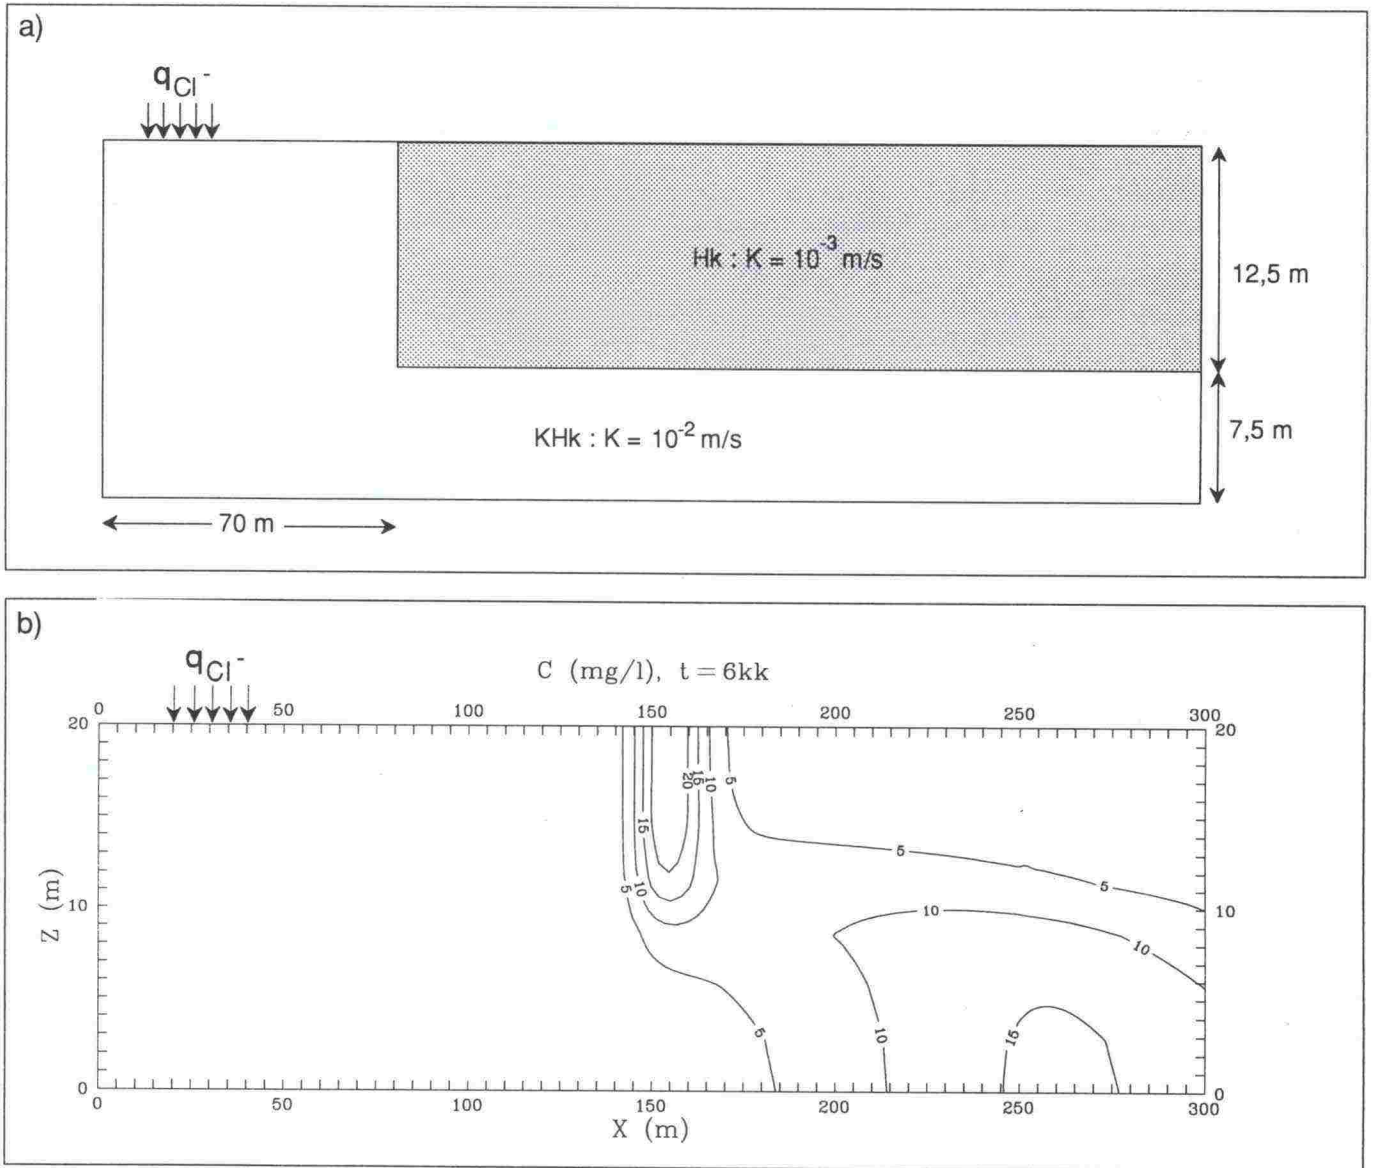 a)
qCl-
Hk : K = 10-3 m/s
12,5 m
KHk : K = 10-2 m/s
7,5 m
70 m
b)
qCl-
C (mg/l), t = 6kk
0 50 100 150 200 250 300
20 20
20 15 10 5
15
5
5 10
5
10 10
10
10
Z (m)
5 10 15
0 0
0 50 100 150 200 250 300
X (m)